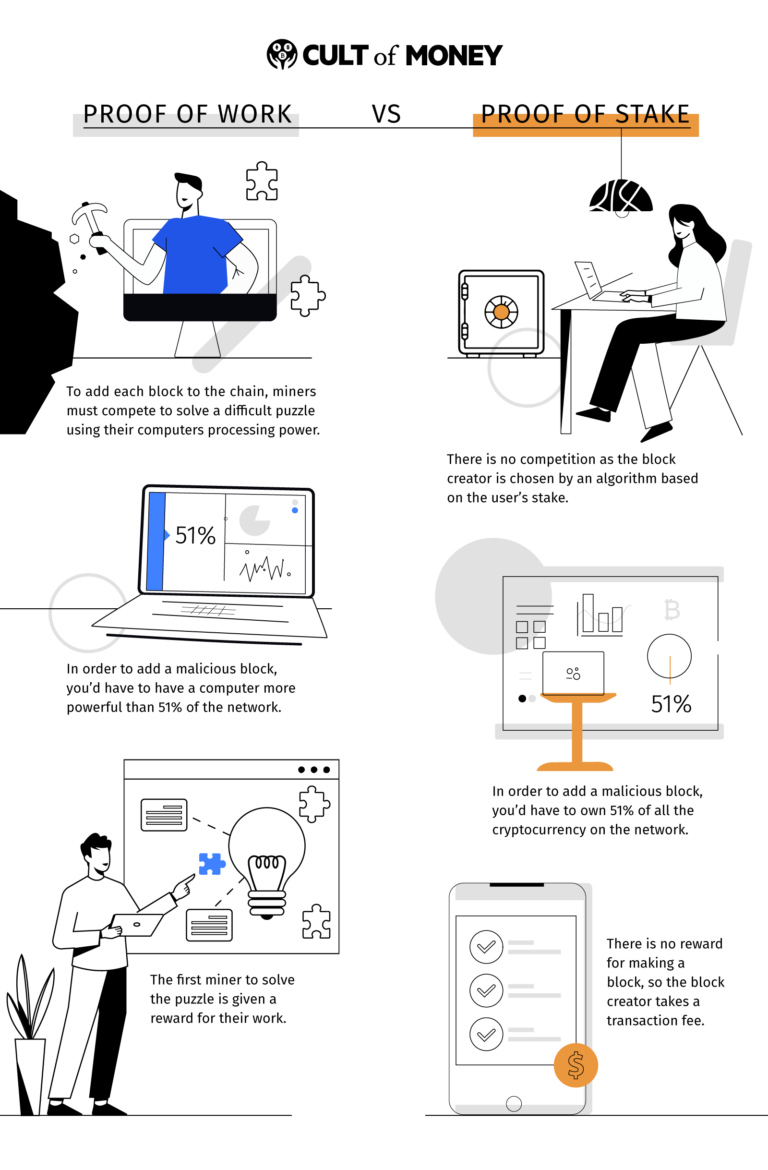 CULT of MONEY
PROOF OF WORK VS PROOF OF STAKE
To add each block to the chain, miners
must compete to solve a difficult puzzle
using their computers processing power.
There is no competition as the block
creator is chosen by an algorithm based
on the user's stake.
51%
In order to add a malicious block,
you'd have to have a computer more
powerful than 51% of the network.
51%
In order to add a malicious block,
you'd have to own 51% of all the
cryptocurrency on the network.
The first miner to solve
the puzzle is given a
reward for their work.
There is no reward
for making a
block, so the block
creator takes a
transaction fee.
$